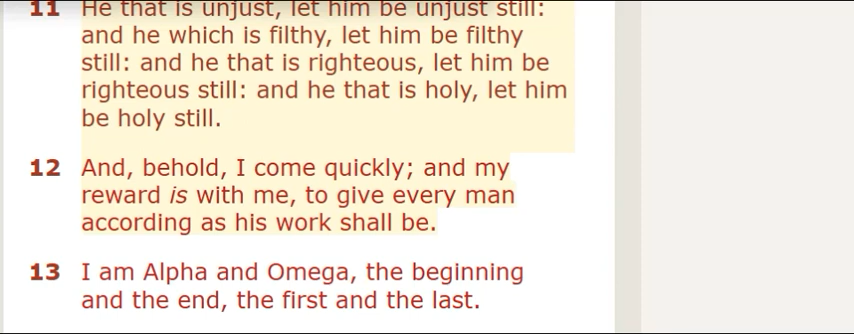 11 He that is unjust, let him be unjust still:
and he which is filthy, let him be filthy
still: and he that is righteous, let him be
righteous still: and he that is holy, let him
be holy still.
12 And, behold, I come quickly; and my
reward is with me, to give every man
according as his work shall be.
13 I am Alpha and Omega, the beginning
and the end, the first and the last.